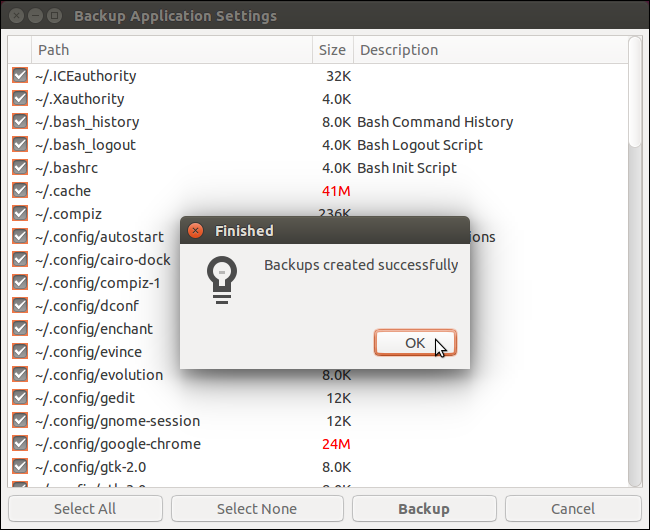 Backup Application Settings
Path Size Description
~/.ICEauthority 32K
~/.Xauthority 4.0K
~/.bash_history 8.0K Bash Command History
~/.bash_logout 4.0K Bash Logout Script
~/.bashrc 4.0K Bash Init Script
~/.cache 41M
~/.compiz 236K
~/.config/autostart ions
~/.config/cairo-dock
~/.config/compiz-1
~/.config/dconf
~/.config/enchant
~/.config/evince
~/.config/evolution 8.0K
~/.config/gedit 12K
~/.config/gnome-session 12K
~/.config/google-chrome 24M
~/.config/gtk-2.0 8.0K
Finished
Backups created successfully
OK
Select All Select None Backup Cancel